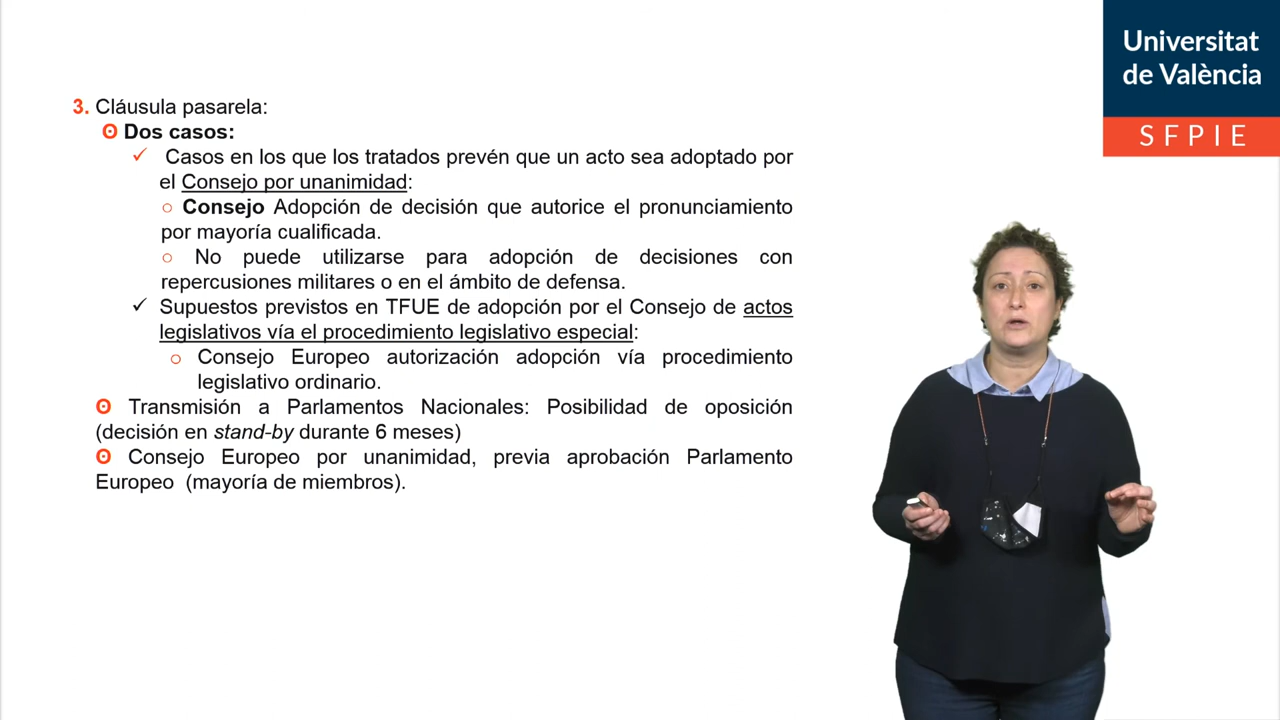 Universitat
de València
SFPIE
3. Cláusula pasarela:
ʘ Dos casos:
✓ Casos en los que los tratados prevén que un acto sea adoptado por
el Consejo por unanimidad:
○ Consejo Adopción de decisión que autorice el pronunciamiento
por mayoría cualificada.
○ No puede utilizarse para adopción de decisiones con
repercusiones militares o en el ámbito de defensa.
✓ Supuestos previstos en TFUE de adopción por el Consejo de actos
legislativos vía el procedimiento legislativo especial:
○ Consejo Europeo autorización adopción vía procedimiento
legislativo ordinario.
ʘ Transmisión a Parlamentos Nacionales: Posibilidad de oposición
(decisión en stand-by durante 6 meses)
ʘ Consejo Europeo por unanimidad, previa aprobación Parlamento
Europeo (mayoría de miembros).